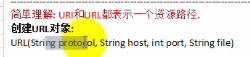 简单理解: URI和URL都表示一个资源路径.
创建URL对象:
URL(String protocol, String host, int port, String file)